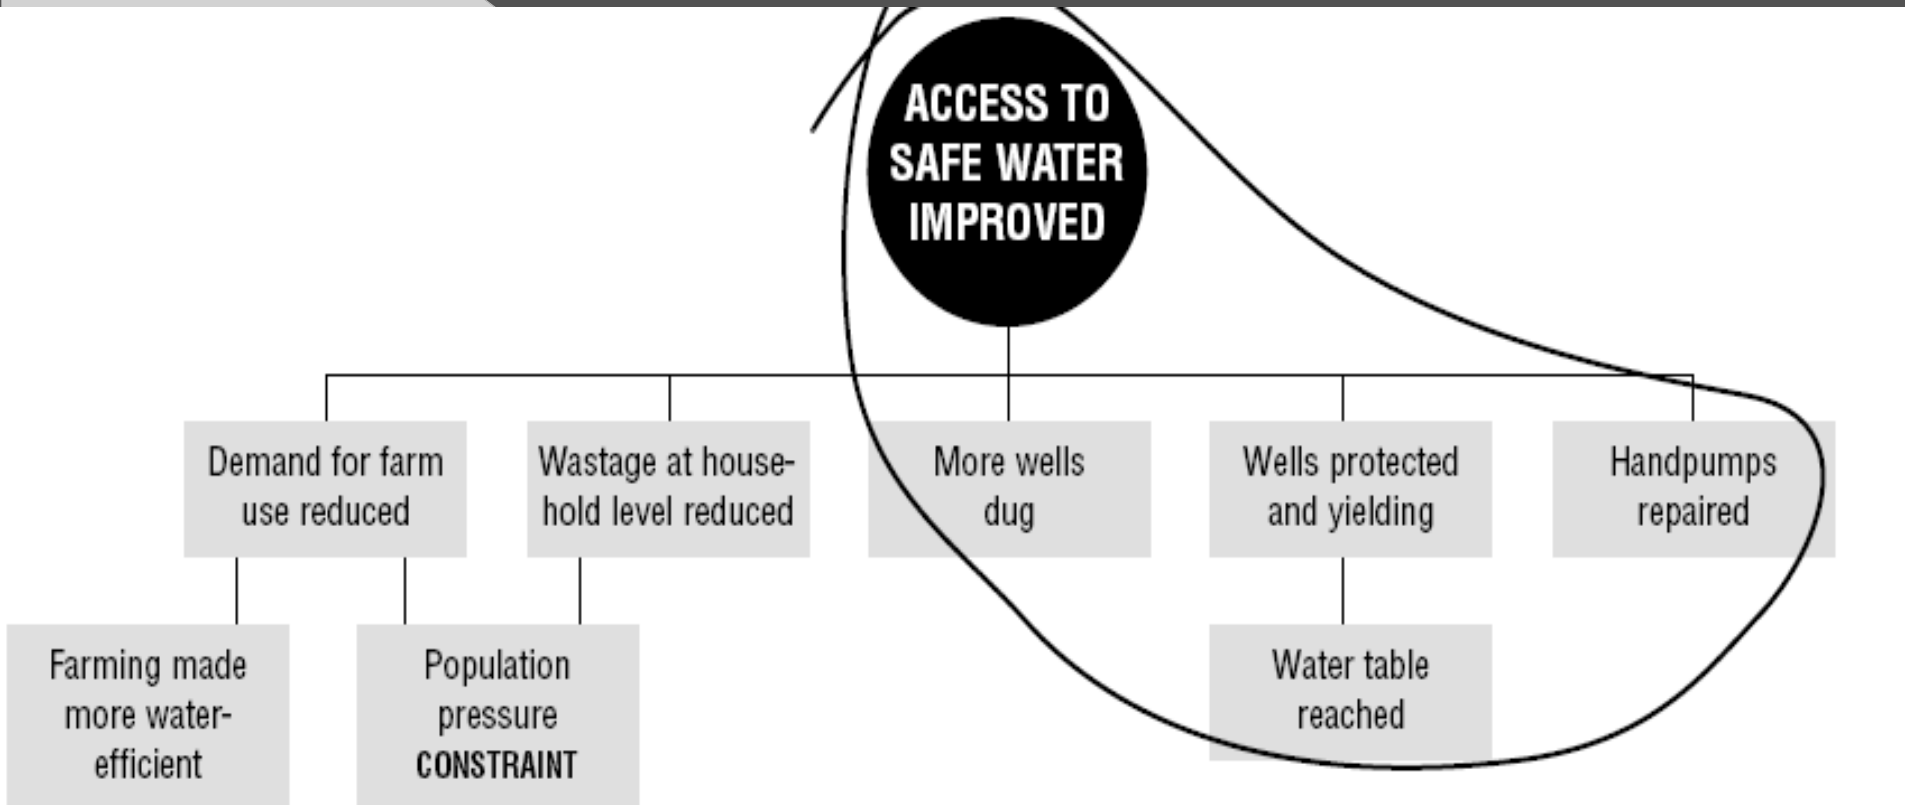 ACCESS TO
SAFE WATER
IMPROVED
Demand for farm
use reduced
Wastage at house-
hold level reduced
More wells
dug
Wells protected
and yielding
Handpumps
repaired
Farming made
more water-
efficient
Population
pressure
CONSTRAINT
Water table
reached